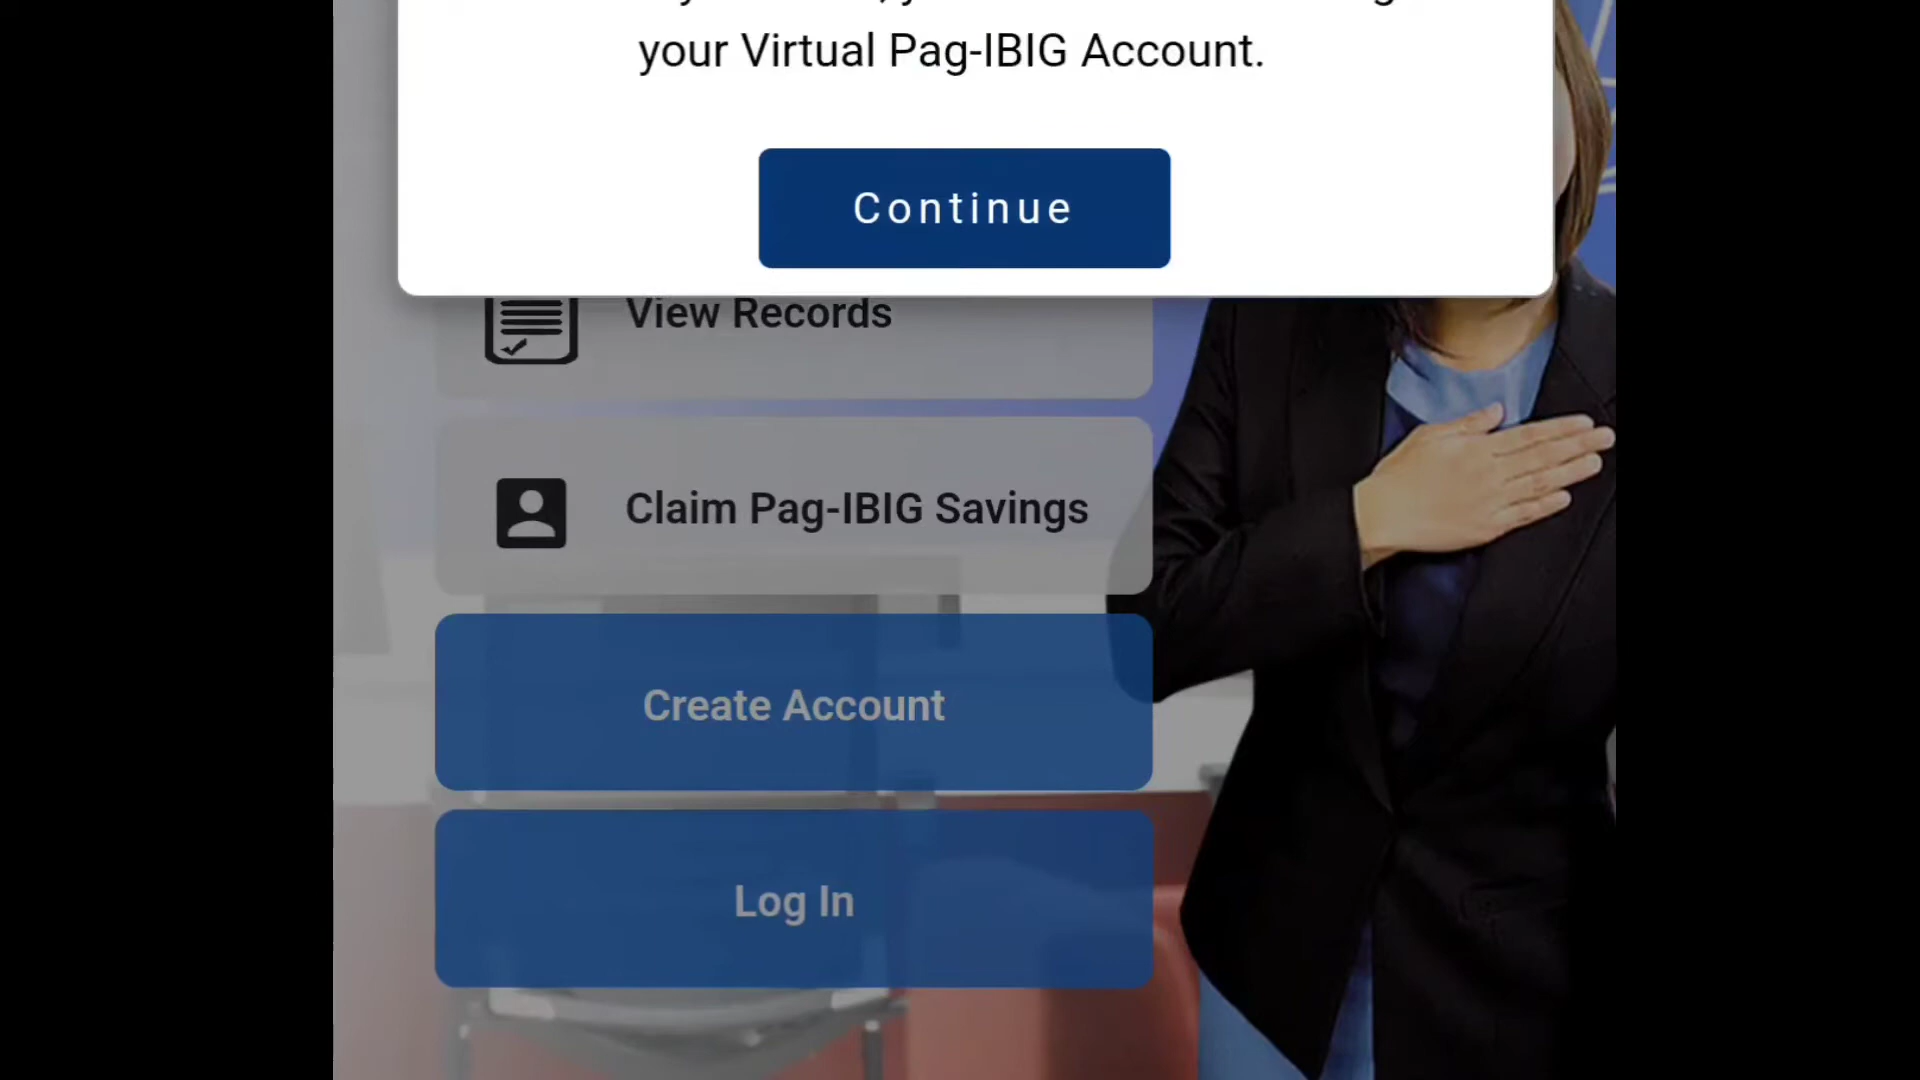 your Virtual Pag-IBIG Account.
Continue
View Records
Claim Pag-IBIG Savings
Create Account
Log In